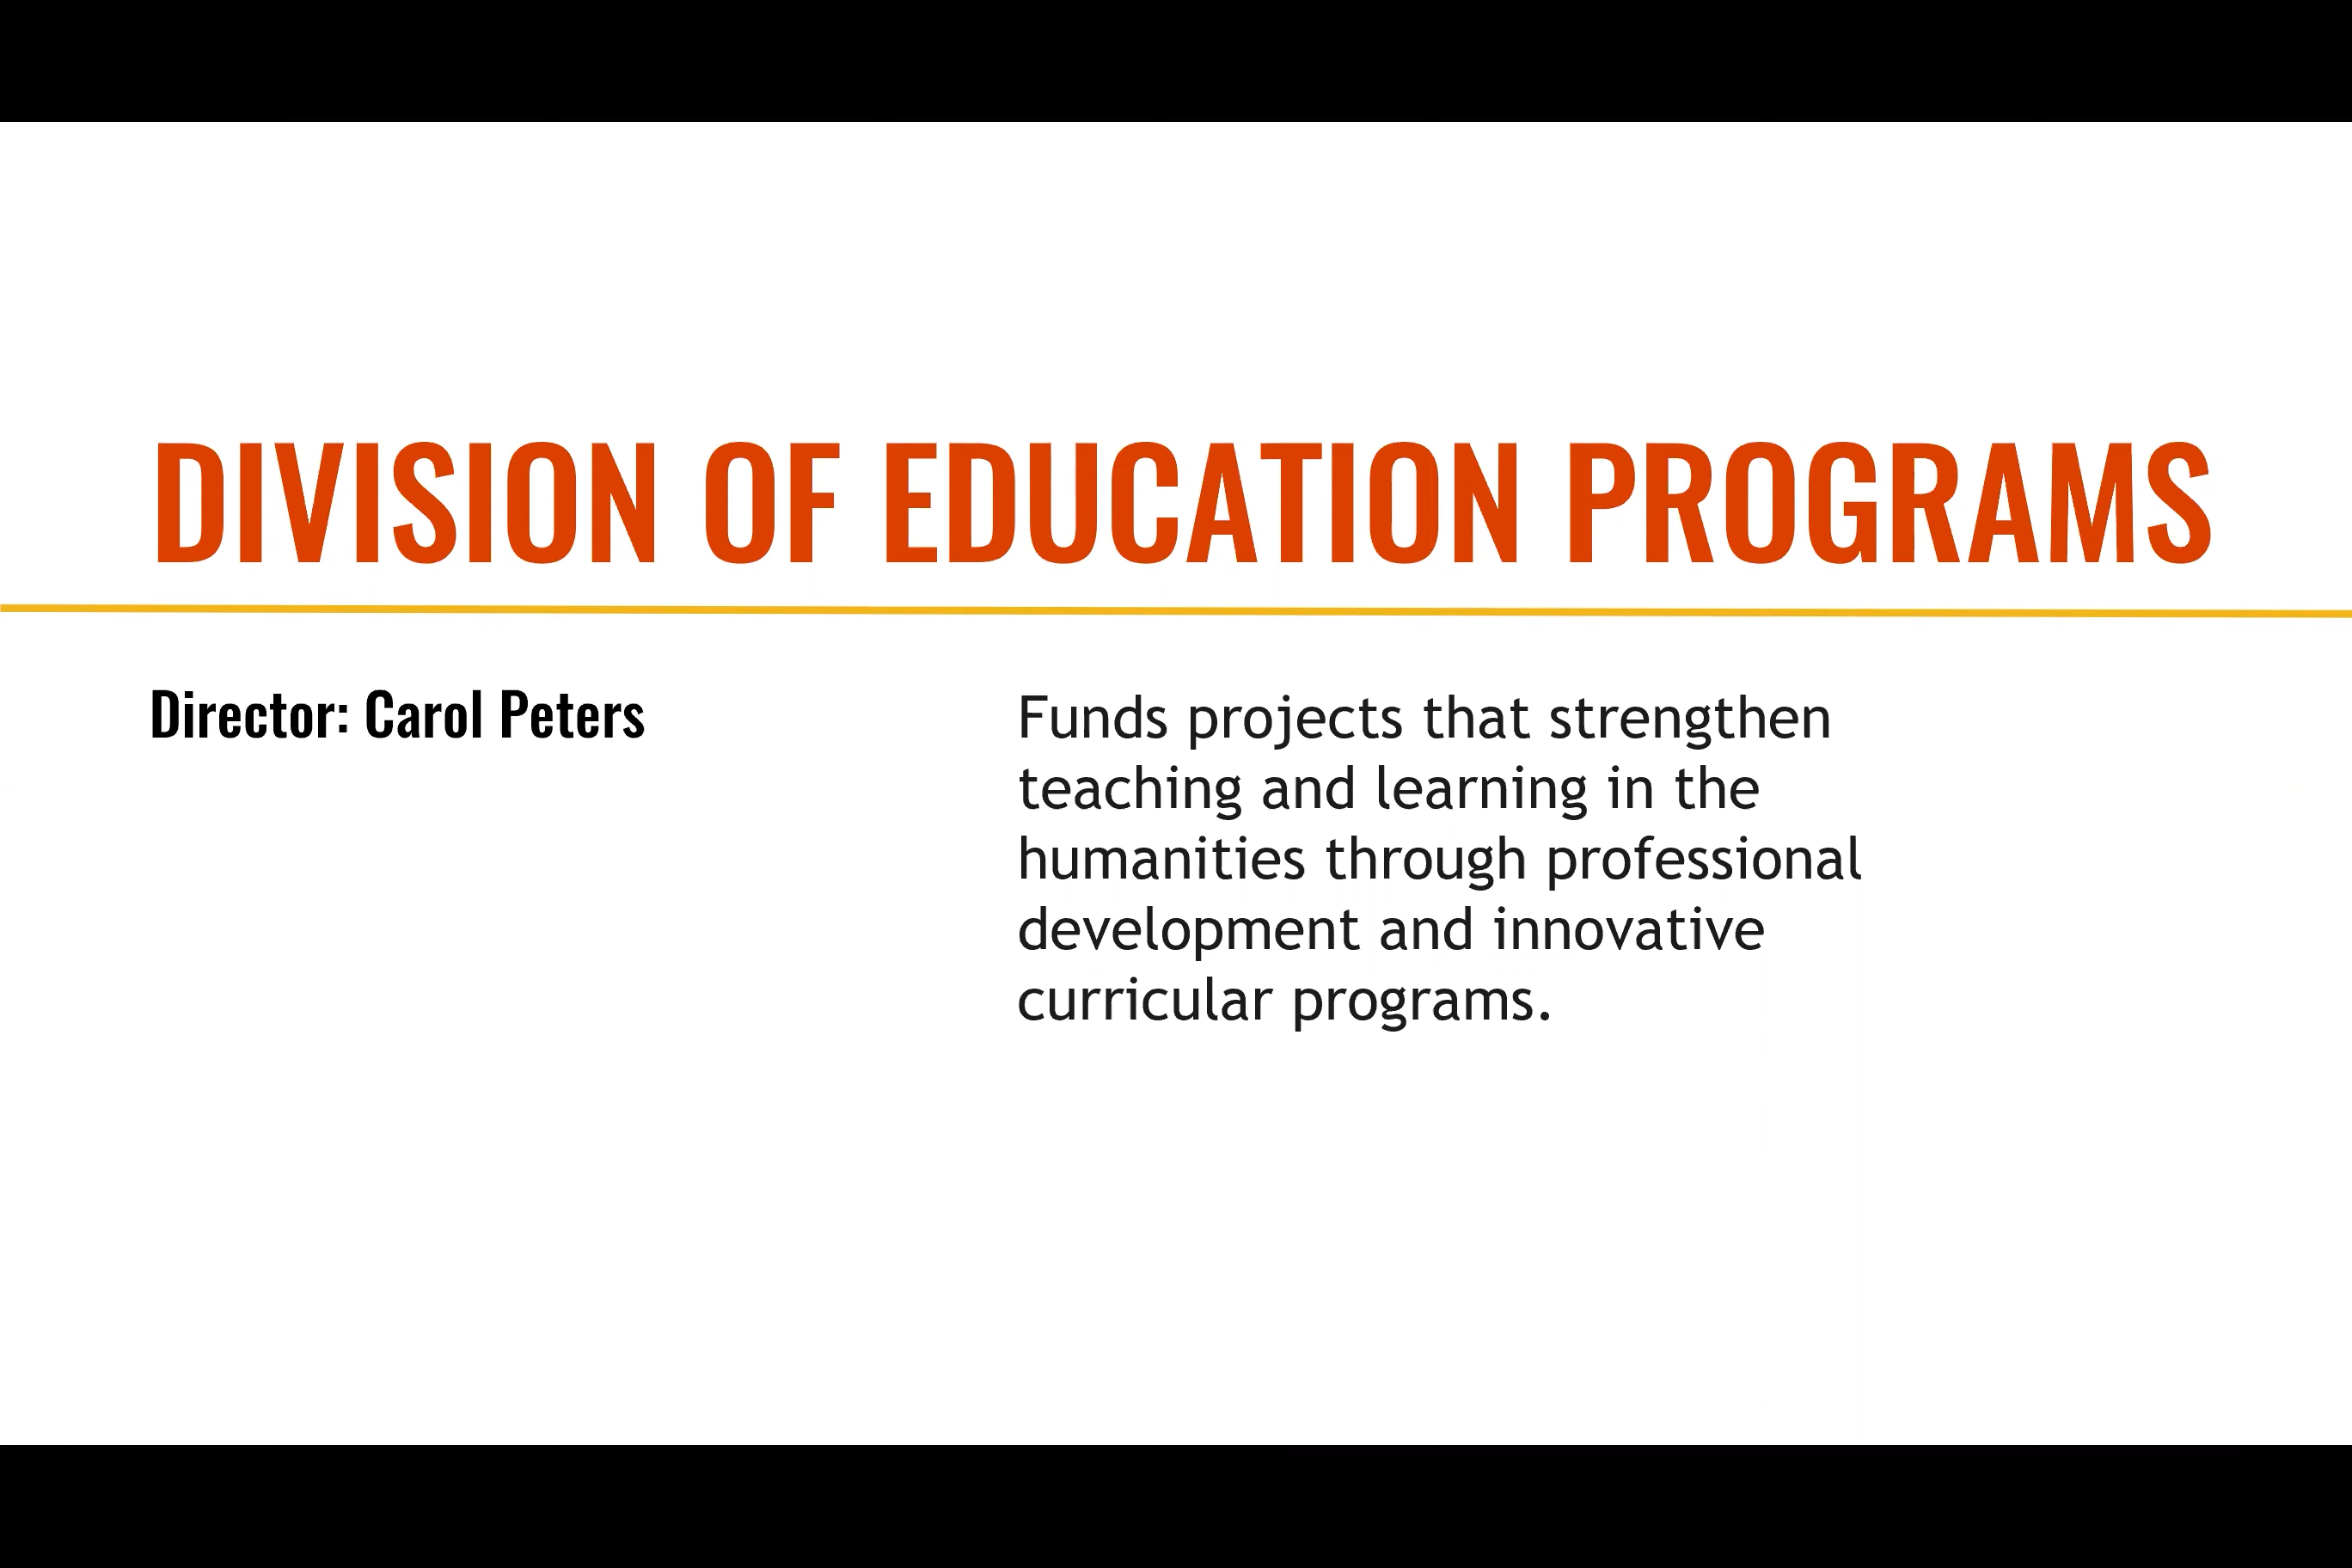 DIVISION OF EDUCATION PROGRAMS
Director: Carol Peters
Funds projects that strengthen
teaching and learning in the
humanities through professional
development and innovative
curricular programs.